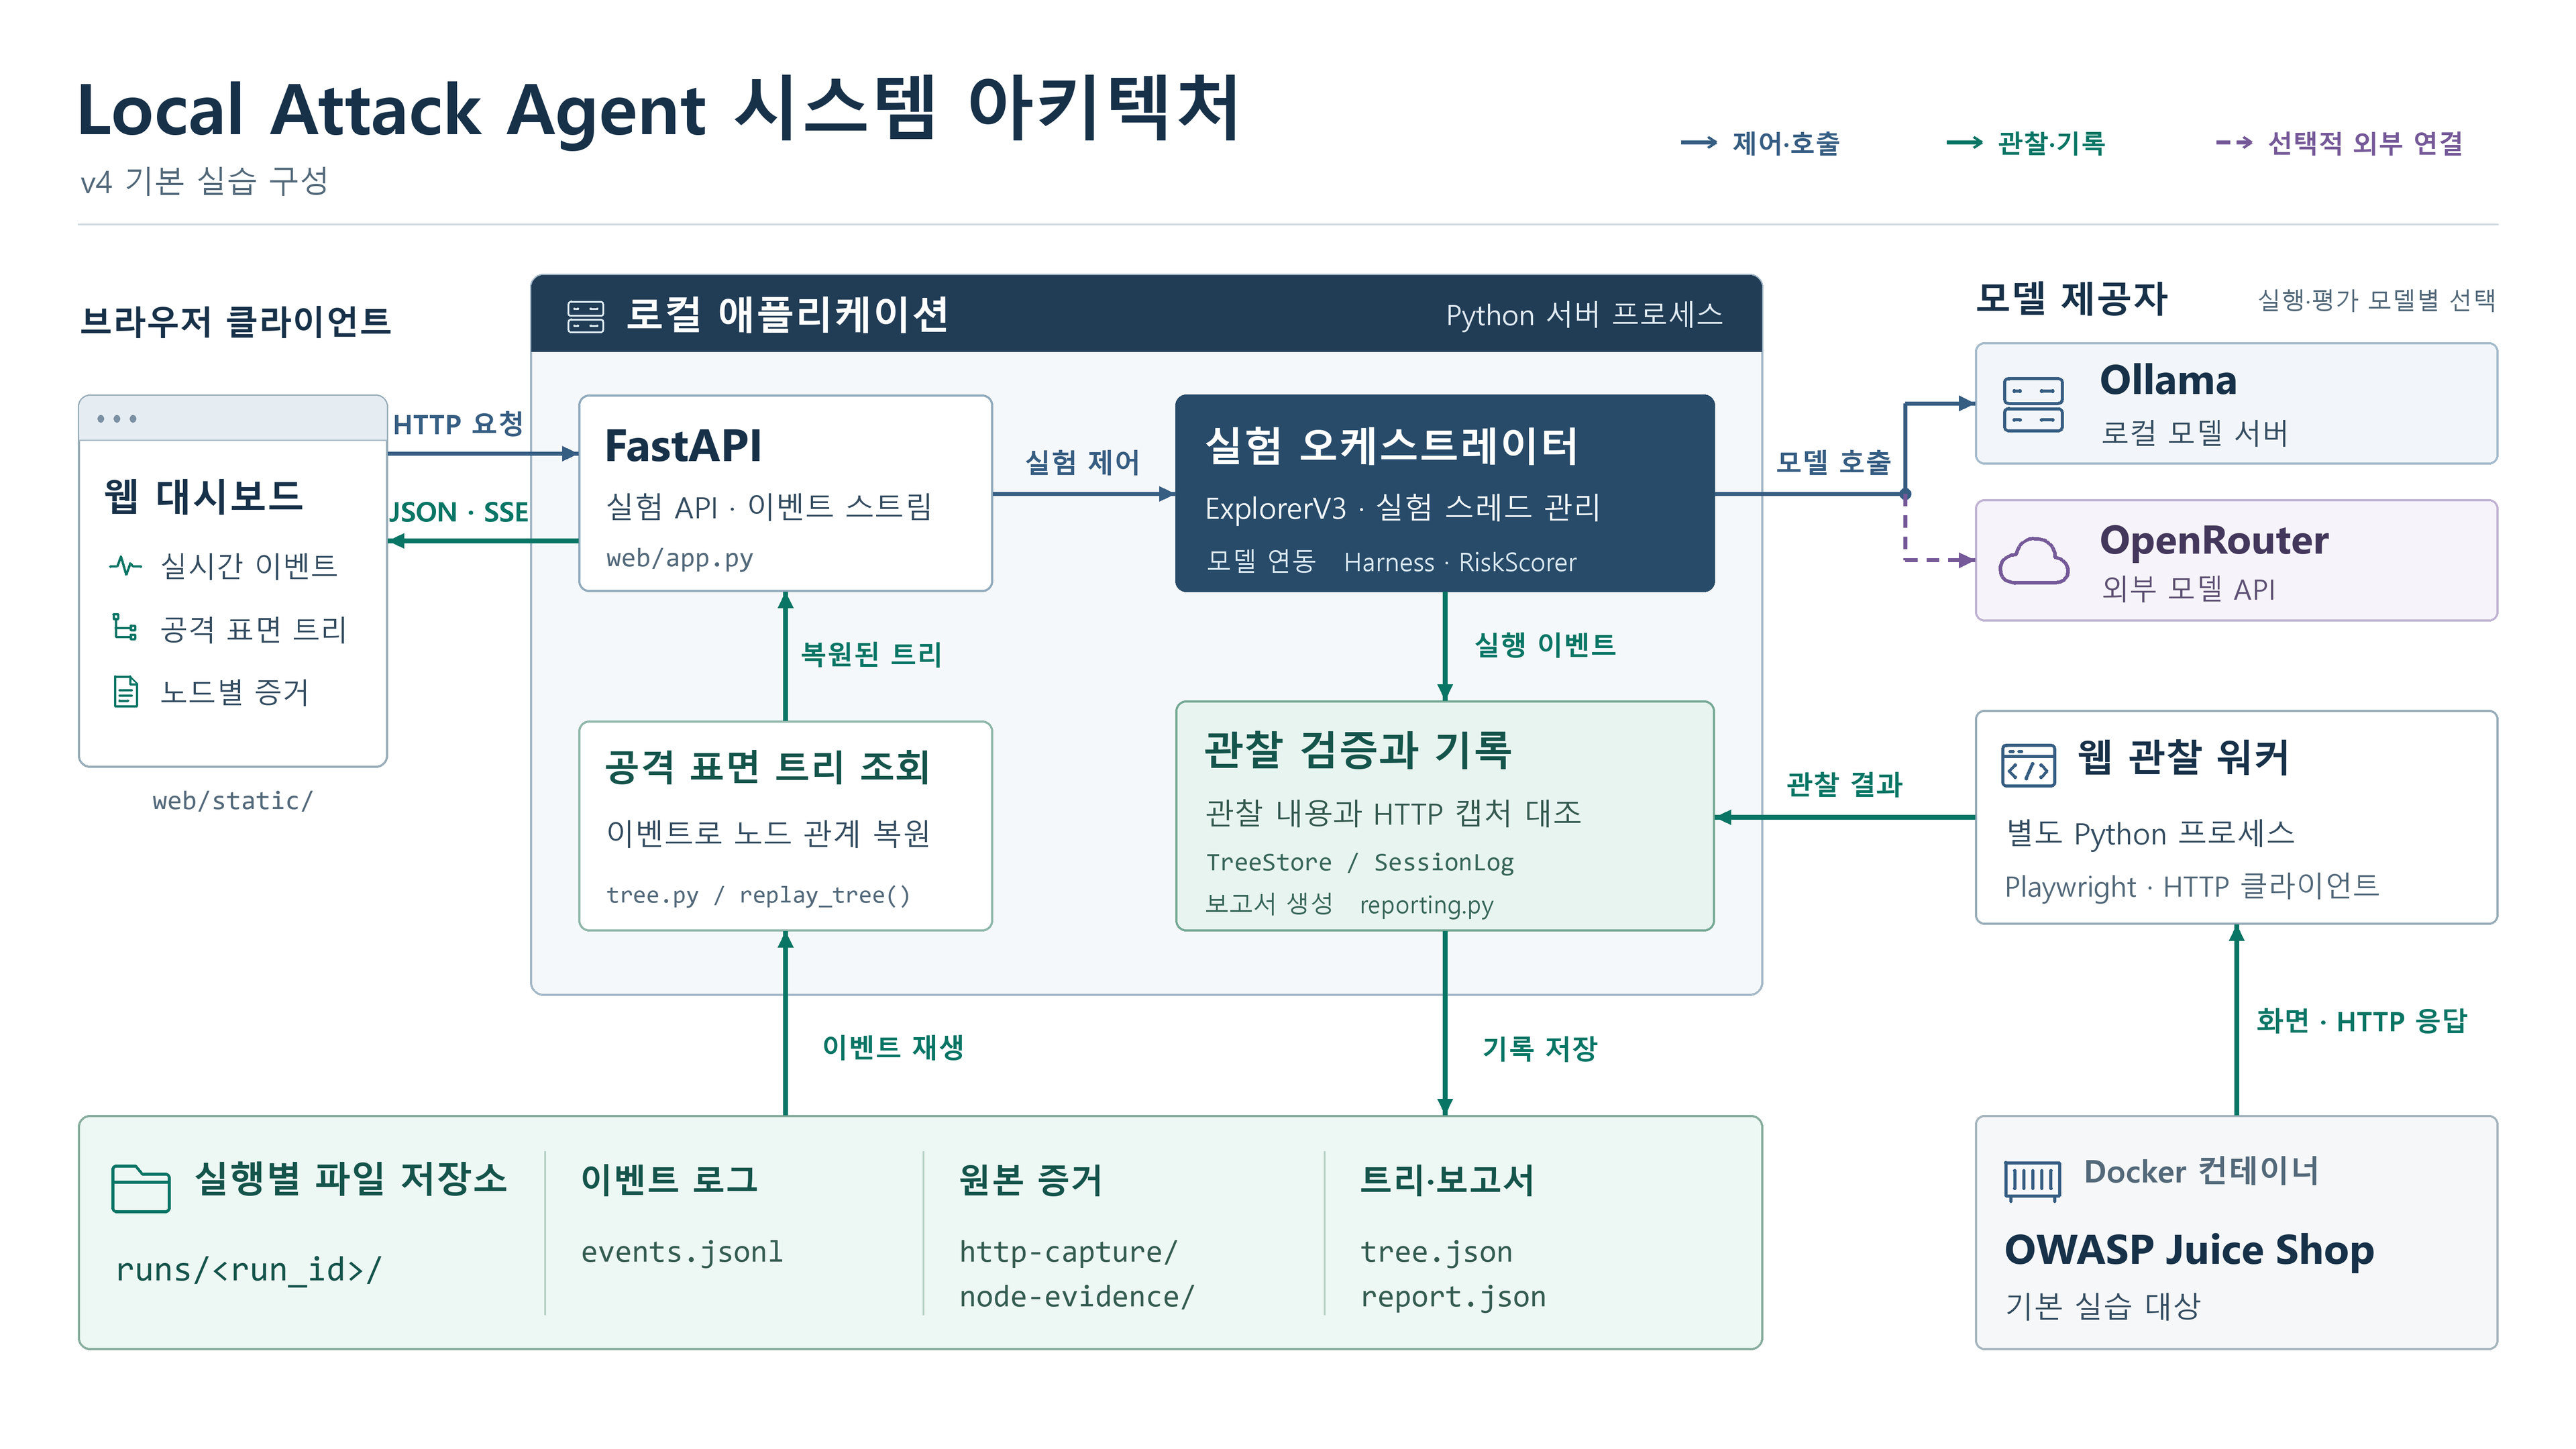 Local Attack Agent 시스템 아키텍처
v4 기본 실습 구성
제어·호출
관찰·기록
선택적 외부 연결
브라우저 클라이언트
웹 대시보드
실시간 이벤트
공격 표면 트리
노드별 증거
web/static/
HTTP 요청
JSON · SSE
로컬 애플리케이션
Python 서버 프로세스
FastAPI
실험 API · 이벤트 스트림
web/app.py
실험 제어
실험 오케스트레이터
ExplorerV3 · 실험 스레드 관리
모델 연동 Harness · RiskScorer
모델 호출
모델 제공자
실행·평가 모델별 선택
Ollama
로컬 모델 서버
OpenRouter
외부 모델 API
복원된 트리
실행 이벤트
공격 표면 트리 조회
이벤트로 노드 관계 복원
tree.py / replay_tree()
관찰 검증과 기록
관찰 내용과 HTTP 캡처 대조
TreeStore / SessionLog
보고서 생성 reporting.py
관찰 결과
웹 관찰 워커
별도 Python 프로세스
Playwright · HTTP 클라이언트
이벤트 재생
기록 저장
화면 · HTTP 응답
실행별 파일 저장소
runs/<run_id>/
이벤트 로그
events.jsonl
원본 증거
http-capture/
node-evidence/
트리·보고서
tree.json
report.json
Docker 컨테이너
OWASP Juice Shop
기본 실습 대상